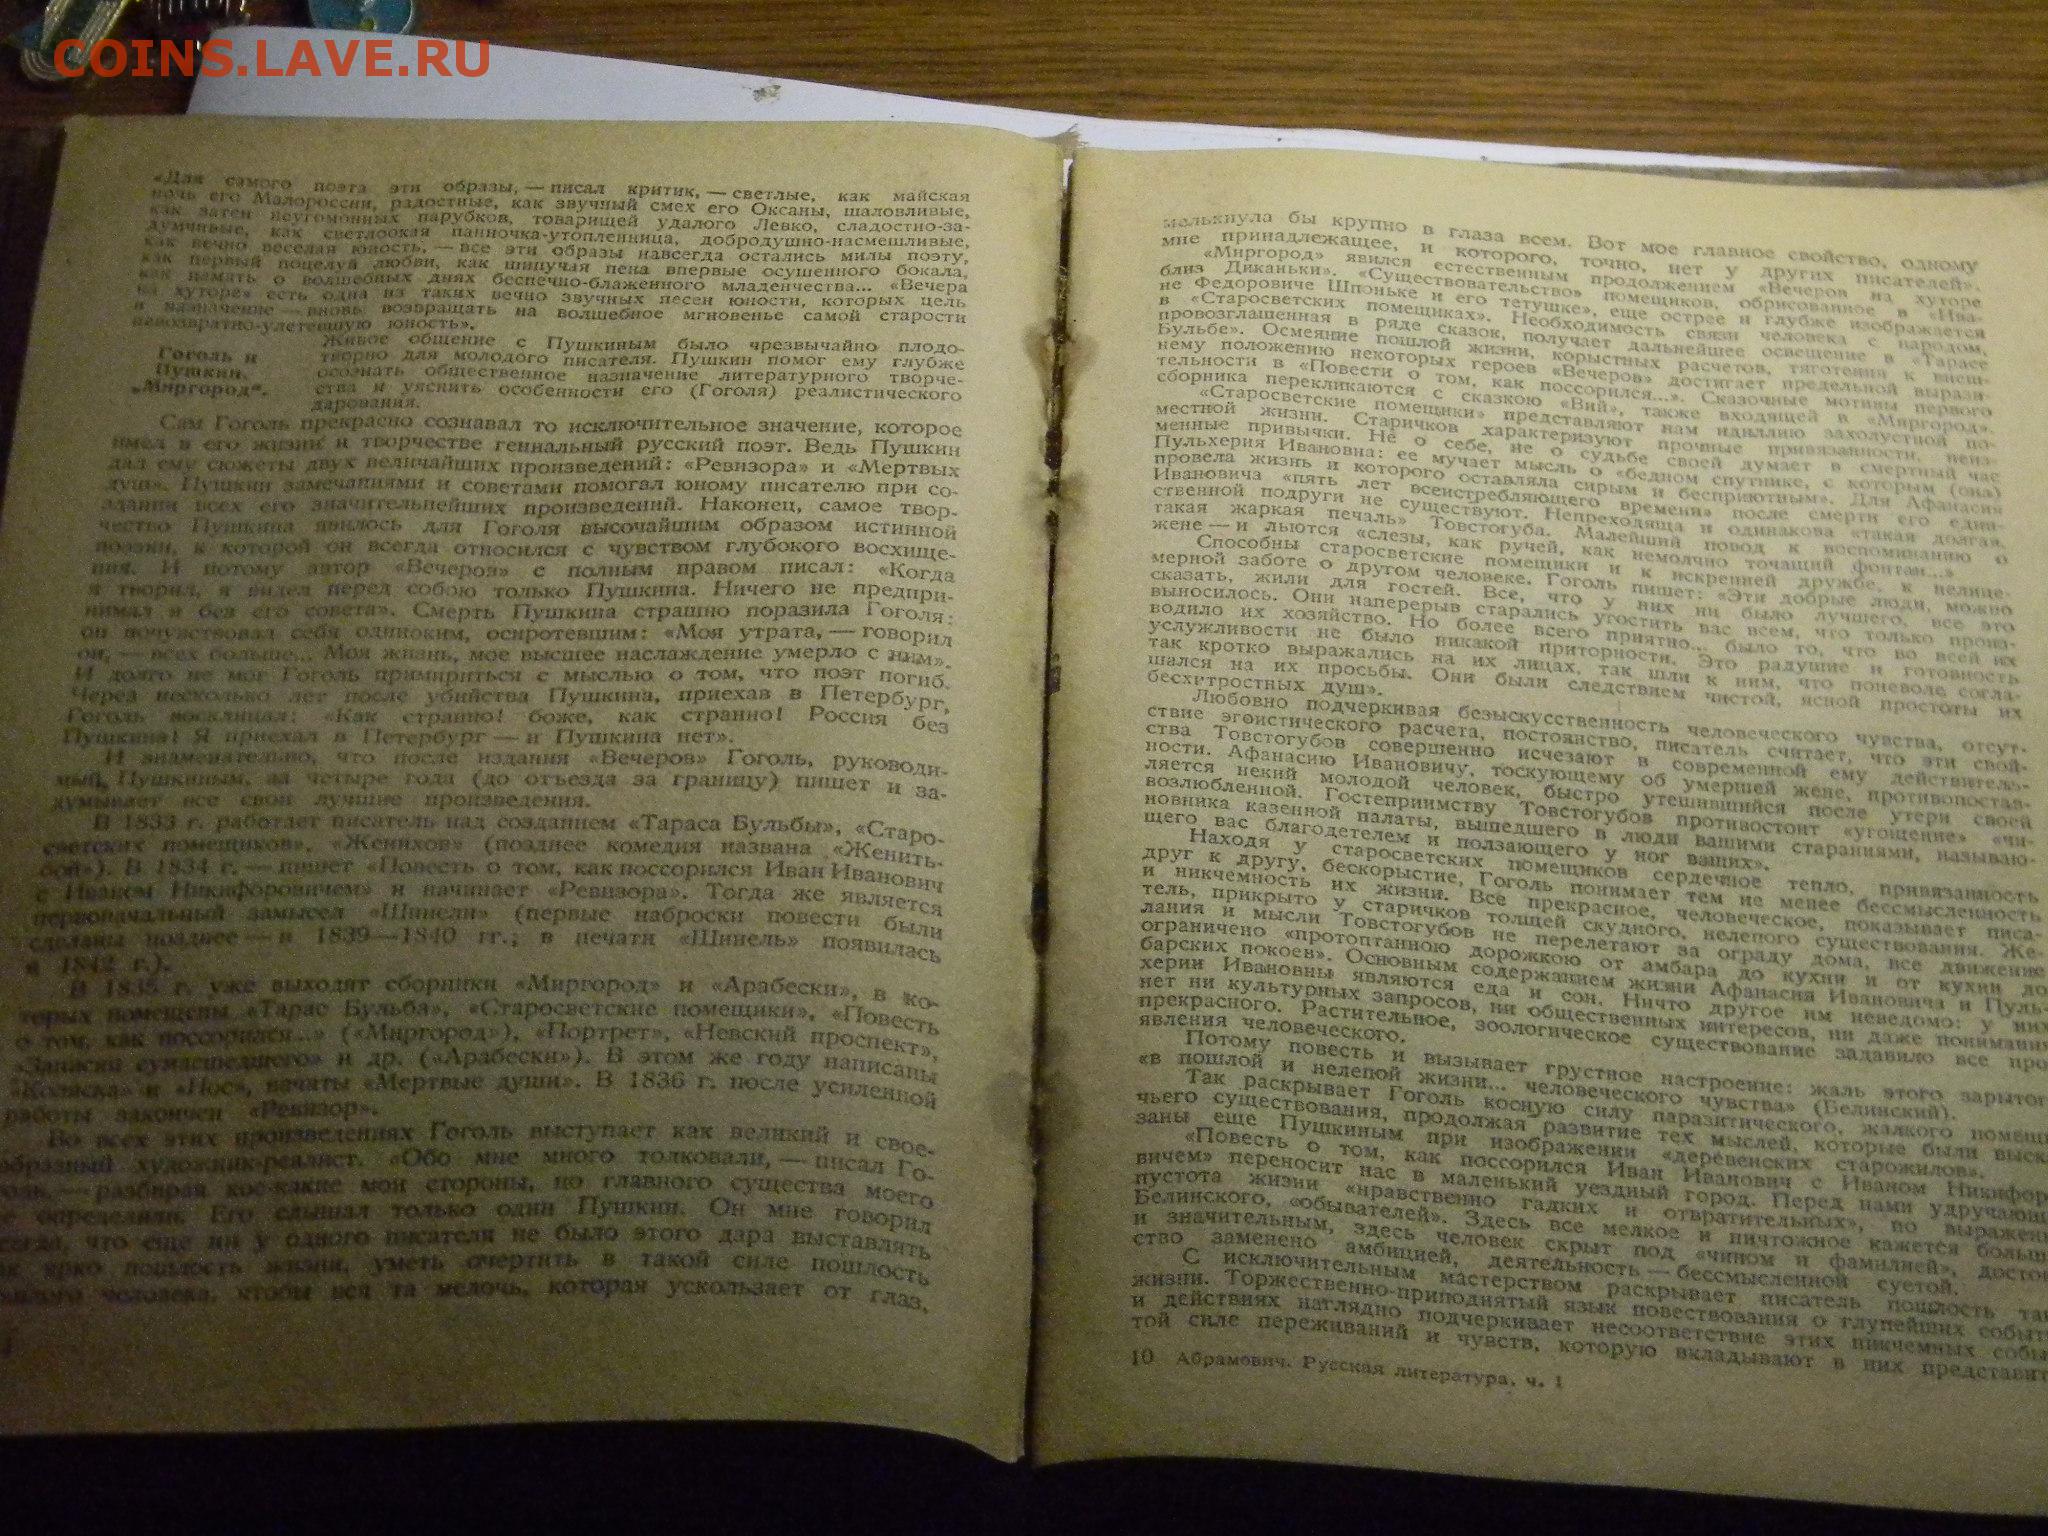 COINS.LAVE.RU
«Для самого поэта эти образы, — писал критик, — светлые, как майская
ночь его Малороссии, радостные, как звучный смех его Оксаны, шаловливые,
как затеи неугомонных парубков, товарищей удалого Левко, сладостно-за-
думчивые, как светлоокая панночка-утопленница, добродушно-насмешливые,
как вечно веселая юность, — все эти образы навсегда остались милы поэту,
как первый поцелуй любви, как шипучая пена впервые осушенного бокала,
как память о волшебных днях беспечно-блаженного младенчества... «Вечера
на хуторе» есть одна из таких вечно звучных песен юности, которых цель
и назначение — вновь возвращать на волшебное мгновенье самой старости
невозвратно-улетевшую юность».
Гоголь и
Пушкин.
„Миргород“.
Живое общение с Пушкиным было чрезвычайно плодо-
творно для молодого писателя. Пушкин помог ему глубже
осознать общественное назначение литературного творче-
ства и уяснить особенности его (Гоголя) реалистического
дарования.
Сам Гоголь прекрасно сознавал то исключительное значение, которое
имел в его жизни и творчестве гениальный русский поэт. Ведь Пушкин
дал ему сюжеты двух величайших произведений: «Ревизора» и «Мертвых
душ». Пушкин замечаниями и советами помогал юному писателю при со-
здании всех его значительнейших произведений. Наконец, самое твор-
чество Пушкина явилось для Гоголя высочайшим образом истинной
поэзии, к которой он всегда относился с чувством глубокого восхище-
ния. И потому автор «Вечеров» с полным правом писал: «Когда
я творил, я видел перед собою только Пушкина. Ничего не предпри-
нимал я без его совета». Смерть Пушкина страшно поразила Гоголя:
он почувствовал себя одиноким, осиротевшим: «Моя утрата, — говорил
он, — всех больше... Моя жизнь, мое высшее наслаждение умерло с ним».
И долго не мог Гоголь примириться с мыслью о том, что поэт погиб.
Через несколько лет после убийства Пушкина, приехав в Петербург,
Гоголь восклицал: «Как странно! боже, как странно! Россия без
Пушкина! Я приехал в Петербург — и Пушкина нет».
И знаменательно, что после издания «Вечеров» Гоголь, руководи-
мый Пушкиным, за четыре года (до отъезда за границу) пишет и за-
думывает все свои лучшие произведения.
В 1833 г. работает писатель над созданием «Тараса Бульбы», «Старо-
светских помещиков», «Женихов» (позднее комедия названа «Женить-
бой»). В 1834 г. — пишет «Повесть о том, как поссорился Иван Иванович
с Иваном Никифоровичем» и начинает «Ревизора». Тогда же является
первоначальный замысел «Шинели» (первые наброски повести были
сделаны позднее — в 1839—1840 гг.; в печати «Шинель» появилась
в 1842 г.).
В 1835 г. уже выходят сборники «Миргород» и «Арабески», в ко-
торых помещены «Тарас Бульба», «Старосветские помещики», «Повесть
о том, как поссорился...» («Миргород»), «Портрет», «Невский проспект»,
«Записки сумасшедшего» и др. («Арабески»). В этом же году написаны
«Коляска» и «Нос», начаты «Мертвые души». В 1836 г. после усиленной
работы закончен «Ревизор».
Во всех этих произведениях Гоголь выступает как великий и свое-
образный художник-реалист. «Обо мне много толковали, — писал Го-
голь, — разбирая кое-какие мои стороны, но главного существа моего
не определили. Его слышал только один Пушкин. Он мне говорил
всегда, что еще ни у одного писателя не было этого дара выставлять
так ярко пошлость жизни, уметь очертить в такой силе пошлость
человека, чтобы вся та мелочь, которая ускользает от глаз,
мелькнула бы крупно в глаза всем. Вот мое главное свойство, одному
мне принадлежащее, и которого, точно, нет у других писателей».
«Миргород» явился естественным продолжением «Вечеров на хуторе
близ Диканьки». «Существовательство» помещиков, обрисованное в «Ива-
не Федоровиче Шпоньке и его тетушке», еще острее и глубже изображается
в «Старосветских помещиках». Необходимость связи человека с народом,
провозглашенная в ряде сказок, получает дальнейшее освещение в «Тарасе
Бульбе». Осмеяние пошлой жизни, корыстных расчетов, тяготения к внеш-
нему положению некоторых героев «Вечеров» достигает предельной вырази-
тельности в «Повести о том, как поссорился...». Сказочные мотивы первого
сборника перекликаются с сказкою «Вий», также входящей в «Миргород».
«Старосветские помещики» представляют нам идиллию захолустной по-
местной жизни. Старичков характеризуют прочные привязанности, неиз-
менные привычки. Не о себе, не о судьбе своей думает в смертный час
Пульхерия Ивановна: ее мучает мысль о «бедном спутнике, с которым (она)
провела жизнь и которого оставляла сирым и бесприютным». Для Афанасия
Ивановича «пять лет всеистребляющего времени» после смерти его един-
ственной подруги не существуют. Непреходяща и одинакова «такая долгая,
такая жаркая печаль» Товстогуба. Малейший повод к воспоминанию о
жене — и льются «слезы, как ручей, как немолчно точащий фонтан...»
Способны старосветские помещики и к искренней дружбе, к нелице-
мерной заботе о другом человеке. Гоголь пишет: «Эти добрые люди, можно
сказать, жили для гостей. Все, что у них ни было лучшего, все это
выносилось. Они наперерыв старались угостить вас всем, что только произ-
водило их хозяйство. Но более всего приятно... было то, что во всей их
услужливости не было никакой приторности. Это радушие и готовность
так кротко выражались на их лицах, так шли к ним, что поневоле согла-
шался на их просьбы. Они были следствием чистой, ясной простоты их
бесхитростных душ».
Любовно подчеркивая безыскусственность человеческого чувства, отсут-
ствие эгоистического расчета, постоянство, писатель считает, что эти свой-
ства Товстогубов совершенно исчезают в современной ему действитель-
ности. Афанасию Ивановичу, тоскующему об умершей жене, противопостав-
ляется некий молодой человек, быстро утешившийся после утери своей
возлюбленной. Гостеприимству Товстогубов противостоит «угощение» «чи-
новника казенной палаты, вышедшего в люди вашими стараниями, называю-
щего вас благодетелем и ползающего у ног ваших».
Находя у старосветских помещиков сердечное тепло, привязанность
друг к другу, бескорыстие, Гоголь понимает тем не менее бессмысленность
и никчемность их жизни. Все прекрасное, человеческое, показывает писа-
тель, прикрыто у старичков толщей скудного, нелепого существования. Же-
лания и мысли Товстогубов не перелетают за ограду дома, все движение
ограничено «протоптанною дорожкою от амбара до кухни и от кухни до
барских покоев». Основным содержанием жизни Афанасия Ивановича и Пуль-
херии Ивановны являются еда и сон. Ничто другое им неведомо: у них
нет ни культурных запросов, ни общественных интересов, ни даже понимания
прекрасного. Растительное, зоологическое существование задавило все про-
явления человеческого.
Потому повесть и вызывает грустное настроение: жаль этого зарытого
«в пошлой и нелепой жизни... человеческого чувства» (Белинский).
Так раскрывает Гоголь косную силу паразитического, жалкого помещи-
чьего существования, продолжая развитие тех мыслей, которые были выска-
заны еще Пушкиным при изображении «деревенских старожилов».
«Повесть о том, как поссорился Иван Иванович с Иваном Никифоро-
вичем» переносит нас в маленький уездный город. Перед нами удручающая
пустота жизни «нравственно гадких и отвратительных», по выражению
Белинского, «обывателей». Здесь все мелкое и ничтожное кажется больш
и значительным, здесь человек скрыт под «чином и фамилией», досто
ство заменено амбицией, деятельность — бессмысленной суетой.
С исключительным мастерством раскрывает писатель пошлость так
жизни. Торжественно-приподнятый язык повествования о глупейших событ
и действиях наглядно подчеркивает несоответствие этих никчемных собы
той силе переживаний и чувств, которую вкладывают в них представит
10 Абрамович. Русская литература, ч. 1